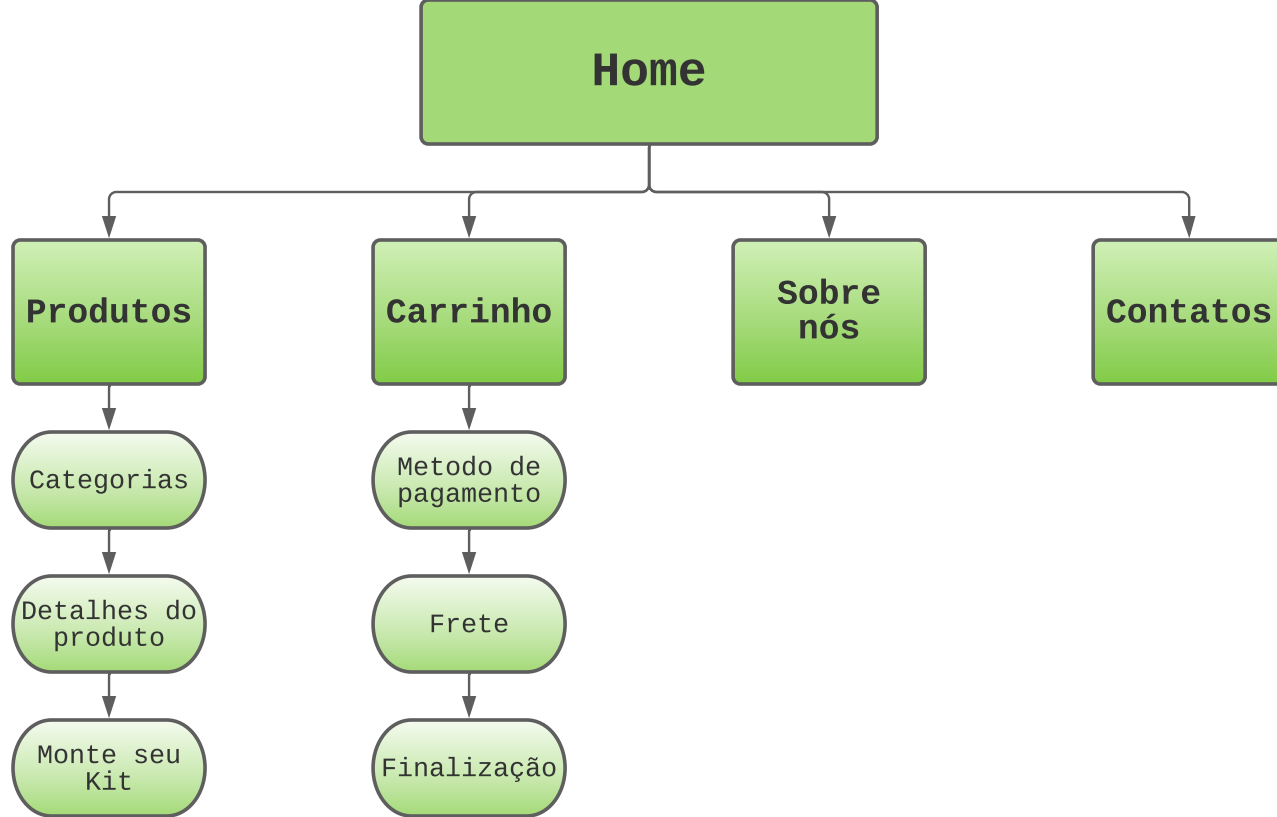 Home
Produtos
Carrinho
Sobre
nós
Contatos
Categorias
Metodo de
pagamento
Detalhes do
produto
Frete
Monte seu
Kit
Finalização